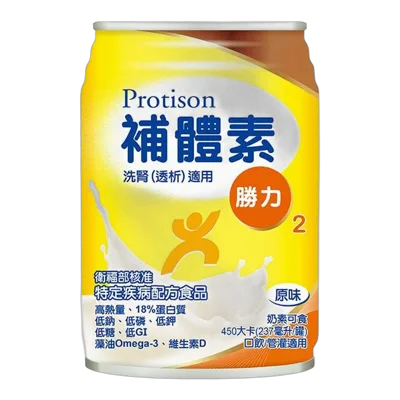 Protison
補體素
洗腎（透析）適用
勝力
2
衛福部核准
特定疾病配方食品
高熱量、18%蛋白質
低鈉、低磷、低鉀
低糖、低GI
藻油Omega-3、維生素D
原味
奶素可食
450大卡(237毫升/罐)
口飲/管灌適用